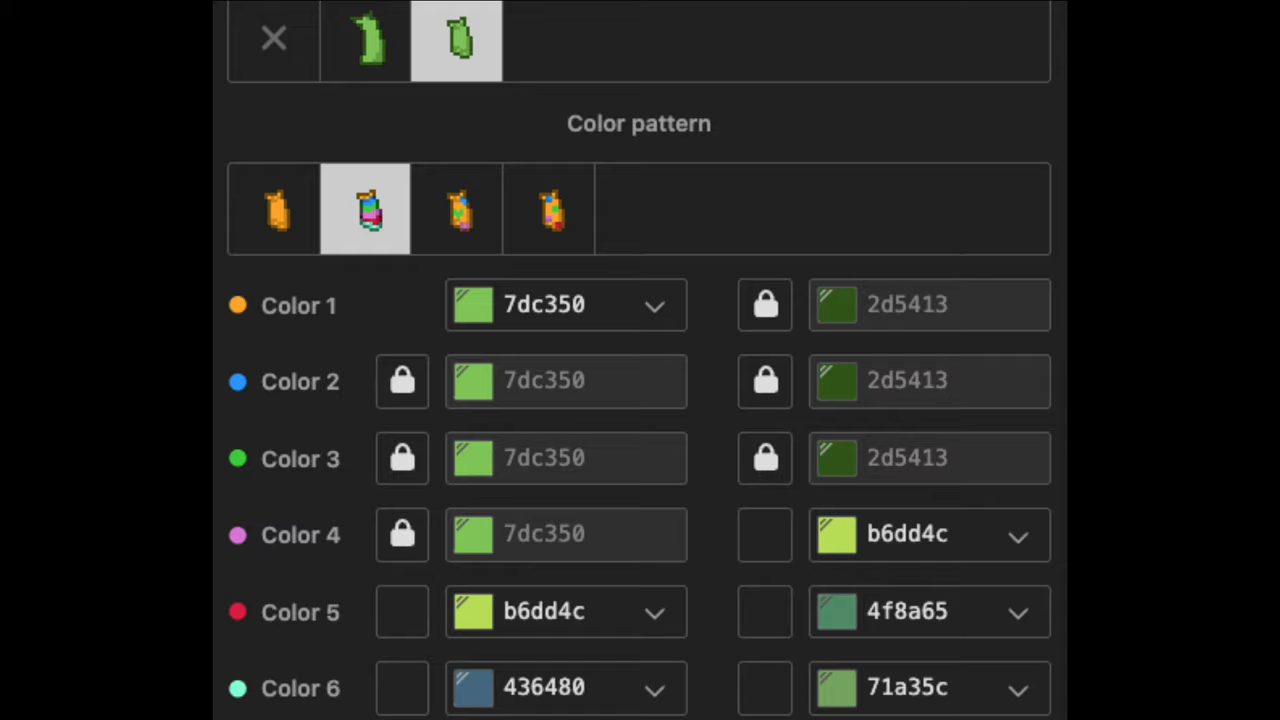 Color pattern
Color 1 7dc350 2d5413
Color 2 7dc350 2d5413
Color 3 7dc350 2d5413
Color 4 7dc350 b6dd4c
Color 5 b6dd4c 4f8a65
Color 6 436480 71a35c